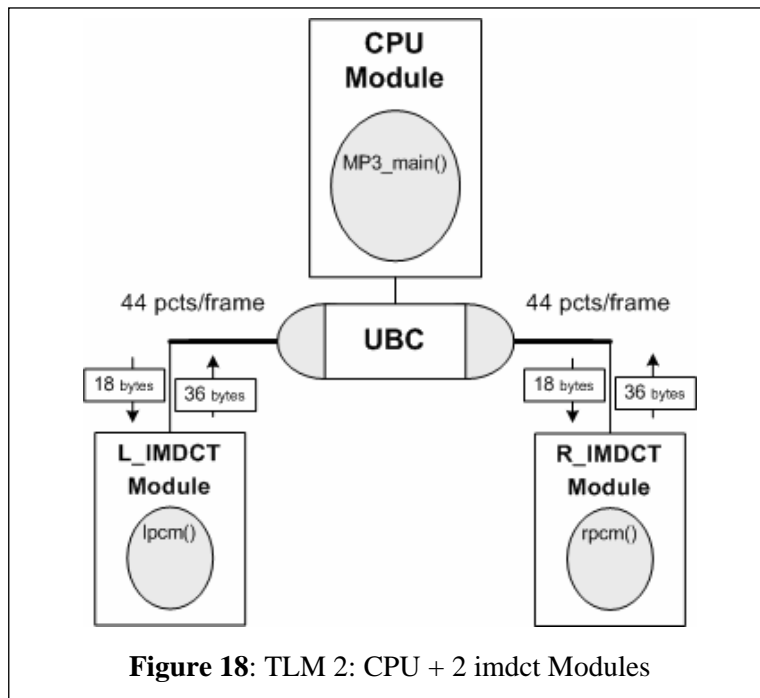 CPU
Module
MP3_main()
44 pcts/frame
44 pcts/frame
UBC
18 bytes
36 bytes
18 bytes
36 bytes
L_IMDCT
Module
lpcm()
R_IMDCT
Module
rpcm()
Figure 18: TLM 2: CPU + 2 imdct Modules